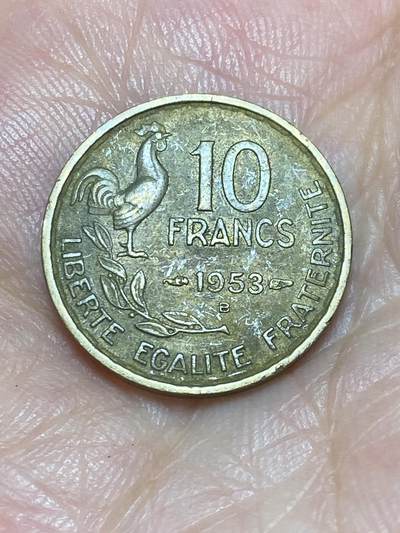 10
FRANCS
1953
B
LIBERTE EGALITE FRATERNITE